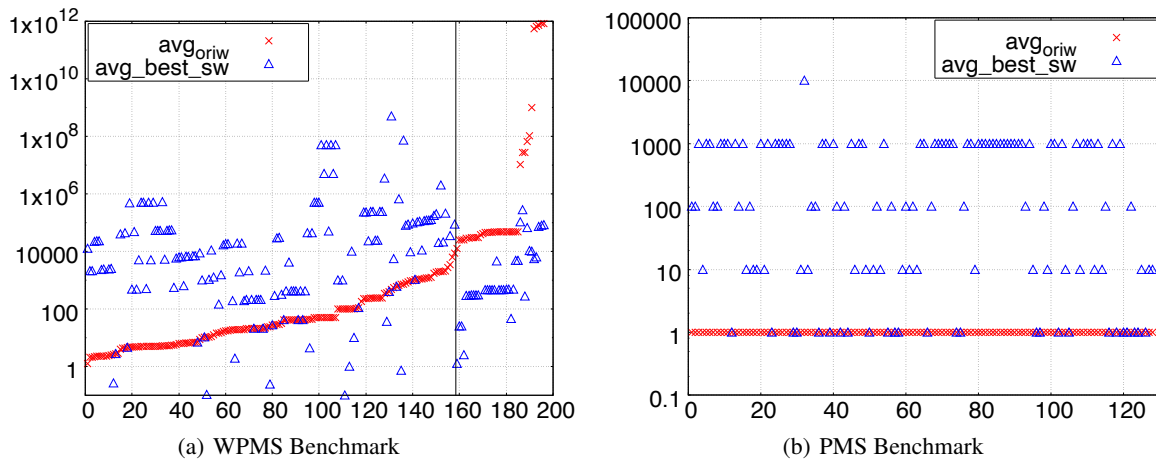 1x10^12
1x10^10
1x10^8
1x10^6
10000
100
1
avg_oriw
avg_best_sw
0 20 40 60 80 100 120 140 160 180 200
(a) WPMS Benchmark
100000
10000
1000
100
10
1
0.1
avg_oriw
avg_best_sw
0 20 40 60 80 100 120
(b) PMS Benchmark